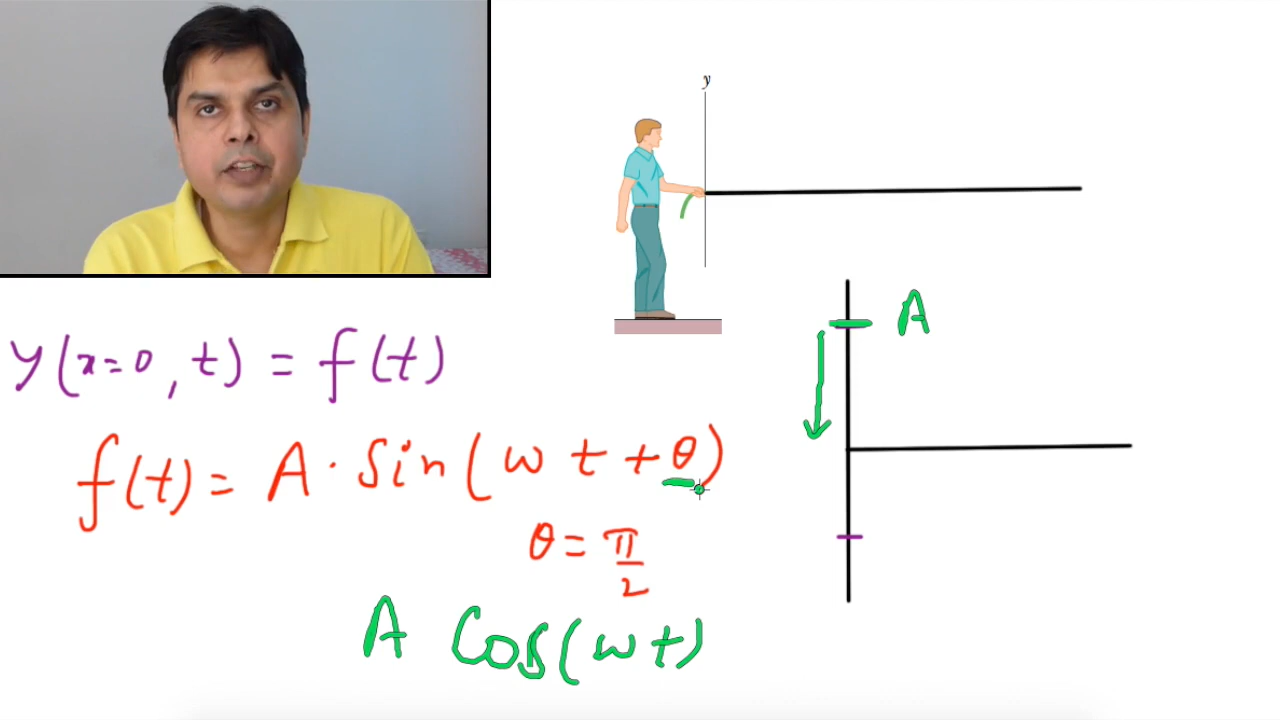 y
A
y(x=0, t) = f(t)
f(t) = A · sin(ωt + θ)
θ = π/2
A Cos(ωt)